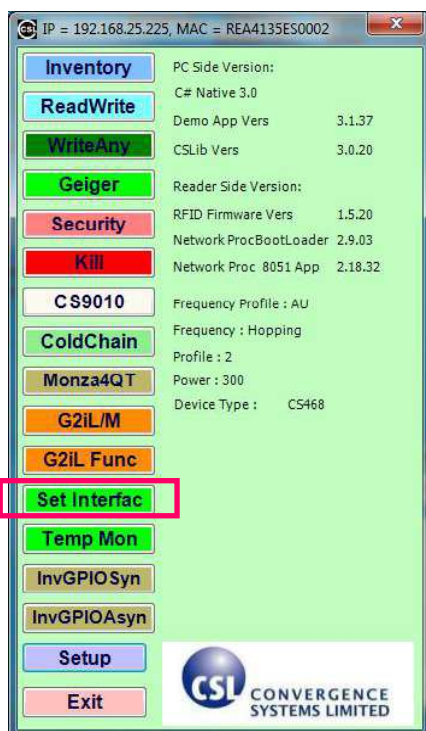 IP = 192.168.25.225, MAC = REA4135ES0002
Inventory
ReadWrite
WriteAny
Geiger
Security
Kill
CS9010
ColdChain
Monza4QT
G2iL/M
G2iL Func
Set Interfac
Temp Mon
InvGPIOSyn
InvGPIOAsyn
Setup
Exit
PC Side Version:
C# Native 3.0
Demo App Vers 3.1.37
CSLib Vers 3.0.20
Reader Side Version:
RFID Firmware Vers 1.5.20
Network ProcBootLoader 2.9.03
Network Proc 8051 App 2.18.32
Frequency Profile : AU
Frequency : Hopping
Profile : 2
Power : 300
Device Type : CS468
CSL
CONVERGENCE
SYSTEMS LIMITED